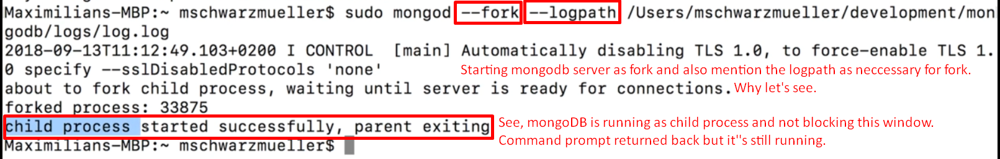 Maximilians-MBP:~ mschwarzmueller$ sudo mongod --fork --logpath /Users/mschwarzmueller/development/mon
godb/logs/log.log
2018-09-13T11:12:49.103+0200 I CONTROL  [main] Automatically disabling TLS 1.0, to force-enable TLS 1.
0 specify --sslDisabledProtocols 'none'
Starting mongodb server as fork and also mention the logpath as neccessary for fork.
about to fork child process, waiting until server is ready for connections.
Why let's see.
forked process: 33875
child process started successfully, parent exiting
See, mongoDB is running as child process and not blocking this window.
Command prompt returned back but it''s still running.
Maximilians-MBP:~ mschwarzmueller$